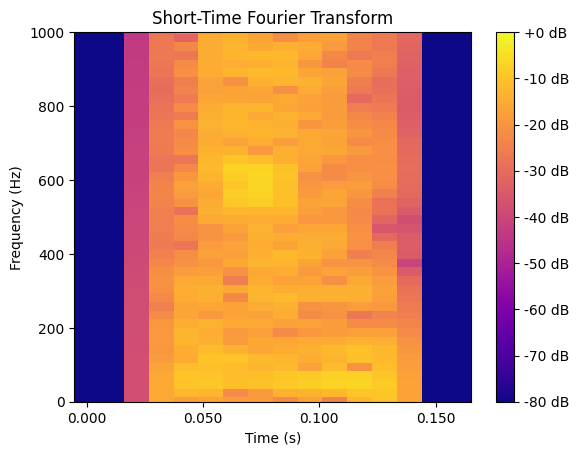 Short-Time Fourier Transform
1000
800
600
400
200
0
Frequency (Hz)
0.000
0.050
0.100
0.150
Time (s)
+0 dB
-10 dB
-20 dB
-30 dB
-40 dB
-50 dB
-60 dB
-70 dB
-80 dB